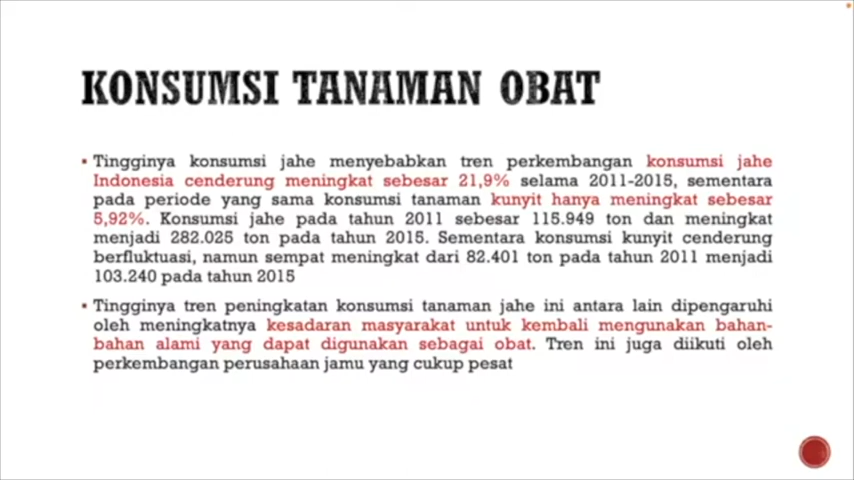 KONSUMSI TANAMAN OBAT
▪ Tingginya konsumsi jahe menyebabkan tren perkembangan konsumsi jahe
Indonesia cenderung meningkat sebesar 21,9% selama 2011-2015, sementara
pada periode yang sama konsumsi tanaman kunyit hanya meningkat sebesar
5,92%. Konsumsi jahe pada tahun 2011 sebesar 115.949 ton dan meningkat
menjadi 282.025 ton pada tahun 2015. Sementara konsumsi kunyit cenderung
berfluktuasi, namun sempat meningkat dari 82.401 ton pada tahun 2011 menjadi
103.240 pada tahun 2015
▪ Tingginya tren peningkatan konsumsi tanaman jahe ini antara lain dipengaruhi
oleh meningkatnya kesadaran masyarakat untuk kembali mengunakan bahan-
bahan alami yang dapat digunakan sebagai obat. Tren ini juga diikuti oleh
perkembangan perusahaan jamu yang cukup pesat